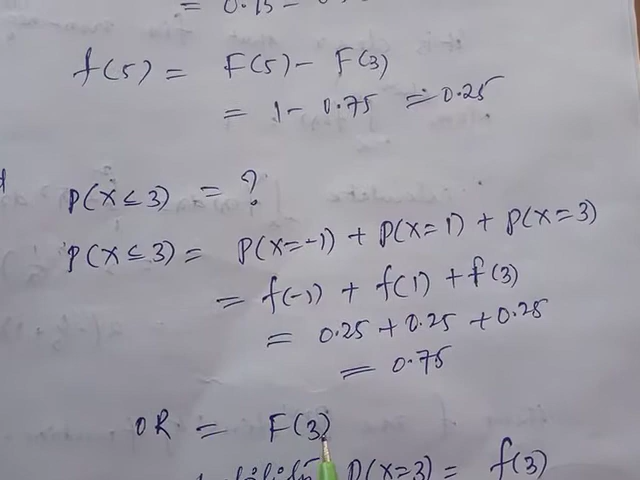 f(5) = F(5) - F(3)
= 1 - 0.75 = 0.25
P(X ≤ 3) = ?
P(X ≤ 3) = P(X=-1) + P(X=1) + P(X=3)
= f(-1) + f(1) + f(3)
= 0.25 + 0.25 + 0.25
= 0.75
OR = F(3)
P(X=3) = f(3)